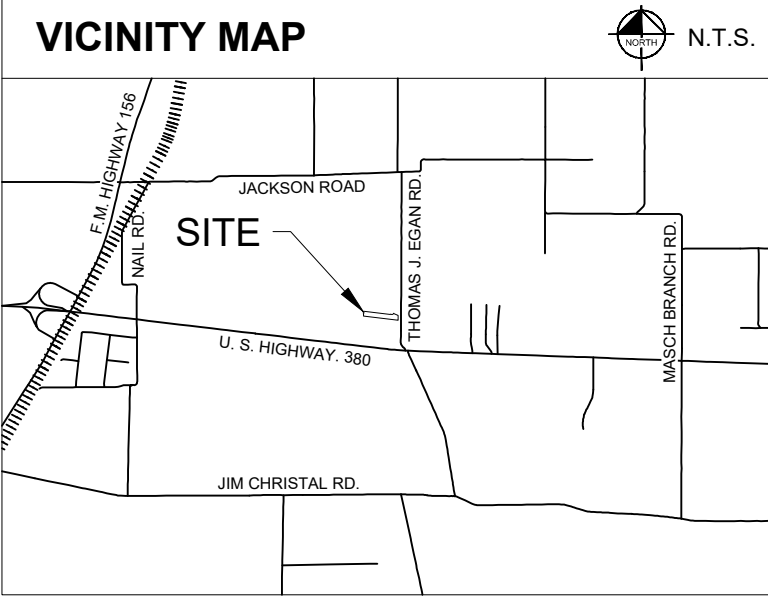 VICINITY MAP
NORTH
N.T.S.
F.M. HIGHWAY 156
JACKSON ROAD
NAIL RD.
SITE
THOMAS J. EGAN RD.
MASCH BRANCH RD.
U. S. HIGHWAY. 380
JIM CHRISTAL RD.